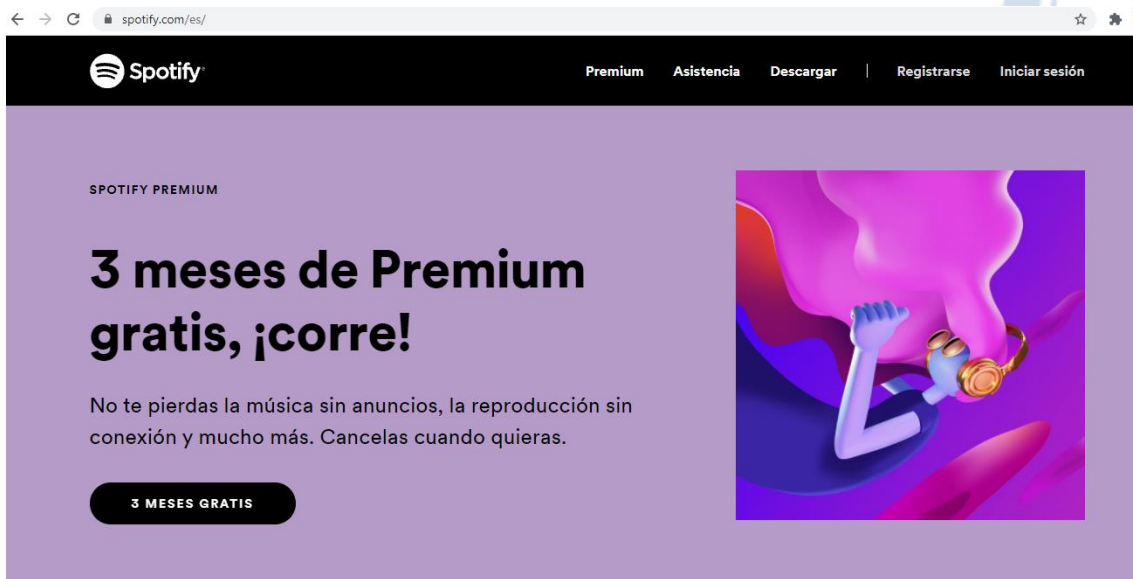 spotify.com/es/
Spotify
Premium Asistencia Descargar | Registrarse Iniciar sesión
SPOTIFY PREMIUM
3 meses de Premium
gratis, ¡corre!
No te pierdas la música sin anuncios, la reproducción sin
conexión y mucho más. Cancelas cuando quieras.
3 MESES GRATIS